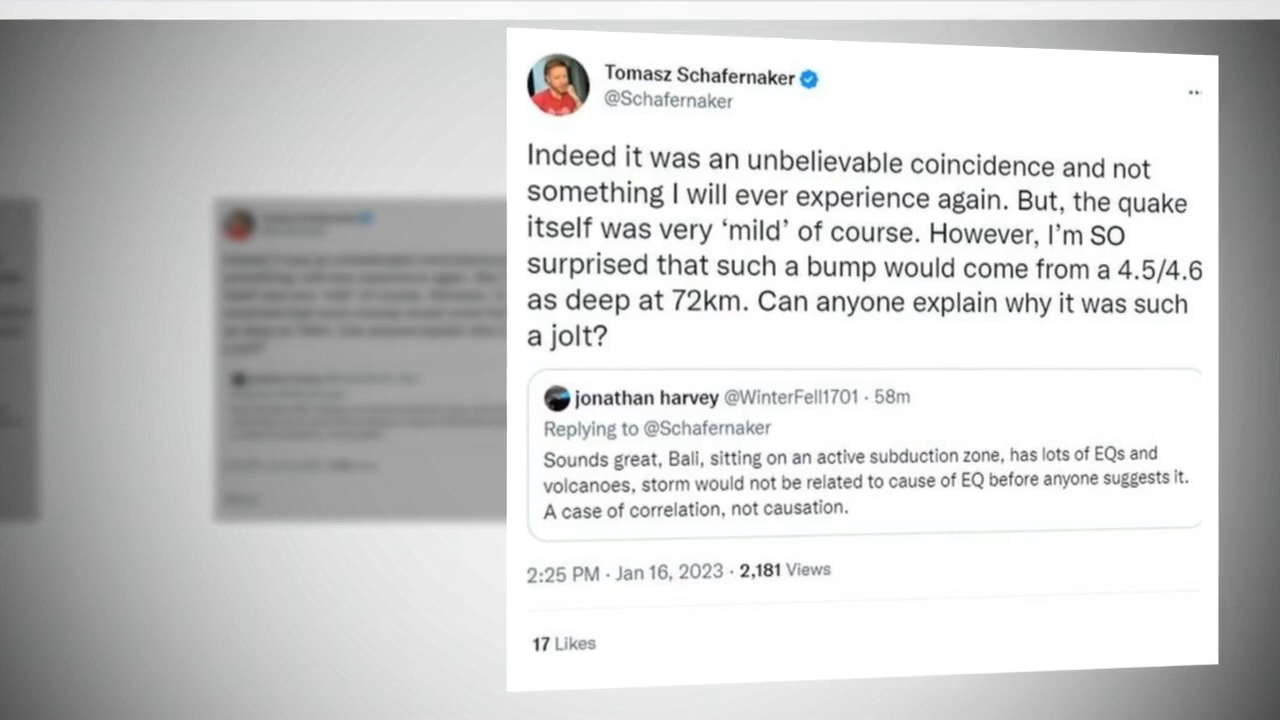 Tomasz Schafernaker
@Schafernaker
Indeed it was an unbelievable coincidence and not
something I will ever experience again. But, the quake
itself was very ‘mild’ of course. However, I’m SO
surprised that such a bump would come from a 4.5/4.6
as deep at 72km. Can anyone explain why it was such
a jolt?
jonathan harvey @WinterFell1701 · 58m
Replying to @Schafernaker
Sounds great, Bali, sitting on an active subduction zone, has lots of EQs and
volcanoes, storm would not be related to cause of EQ before anyone suggests it.
A case of correlation, not causation.
2:25 PM · Jan 16, 2023 · 2,181 Views
17 Likes